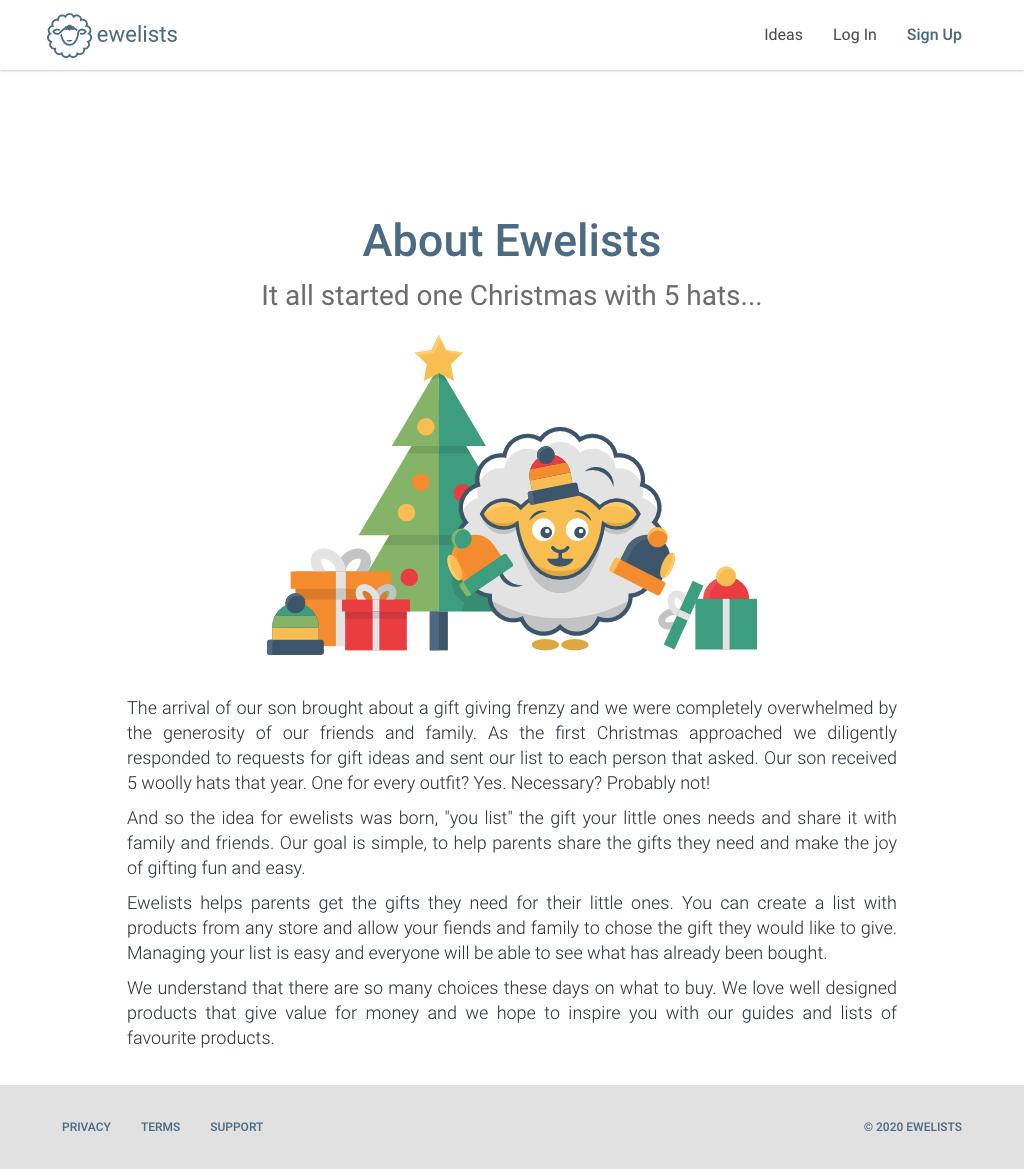 ewelists
Ideas
Log In
Sign Up
About Ewelists
It all started one Christmas with 5 hats...
The arrival of our son brought about a gift giving frenzy and we were completely overwhelmed by
the generosity of our friends and family. As the first Christmas approached we diligently
responded to requests for gift ideas and sent our list to each person that asked. Our son received
5 woolly hats that year. One for every outfit? Yes. Necessary? Probably not!
And so the idea for ewelists was born, "you list" the gift your little ones needs and share it with
family and friends. Our goal is simple, to help parents share the gifts they need and make the joy
of gifting fun and easy.
Ewelists helps parents get the gifts they need for their little ones. You can create a list with
products from any store and allow your fiends and family to chose the gift they would like to give.
Managing your list is easy and everyone will be able to see what has already been bought.
We understand that there are so many choices these days on what to buy. We love well designed
products that give value for money and we hope to inspire you with our guides and lists of
favourite products.
PRIVACY
TERMS
SUPPORT
© 2020 EWELISTS